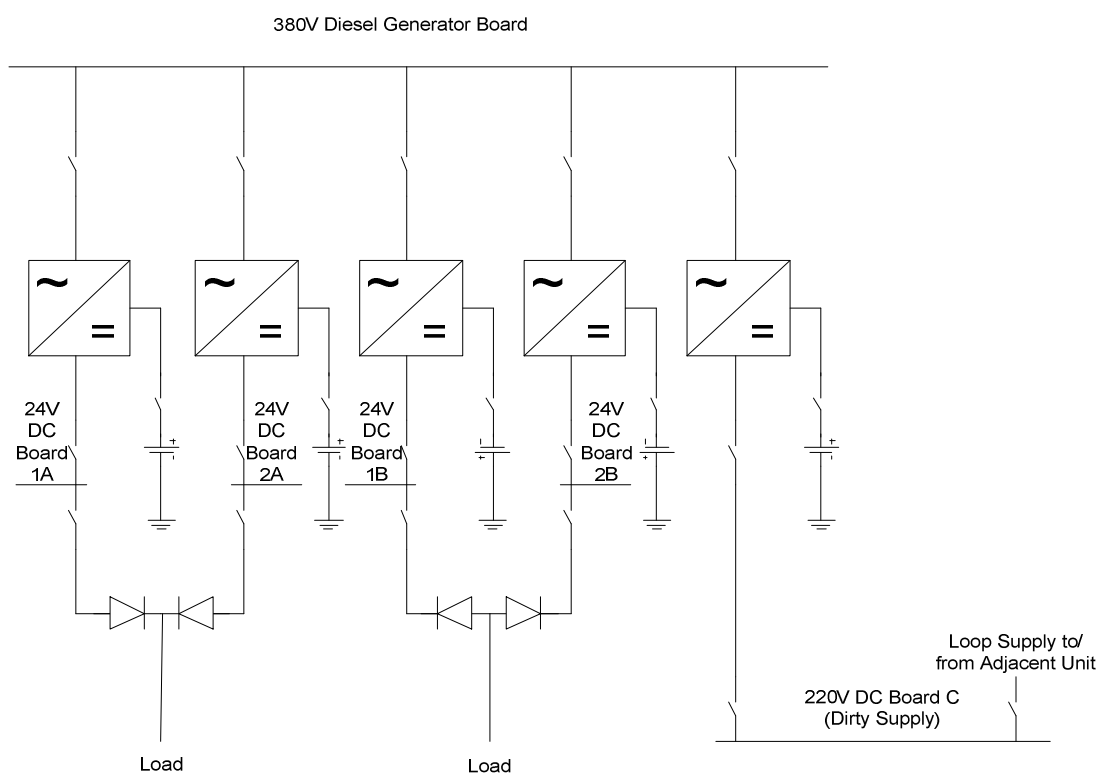 380V Diesel Generator Board
~
=
~
=
~
=
~
=
~
=
24V
DC
Board
1A
24V
DC
Board
2A
24V
DC
Board
1B
24V
DC
Board
2B
+
-
+
-
-
+
-
+
+
-
Loop Supply to/
from Adjacent Unit
220V DC Board C
(Dirty Supply)
Load
Load